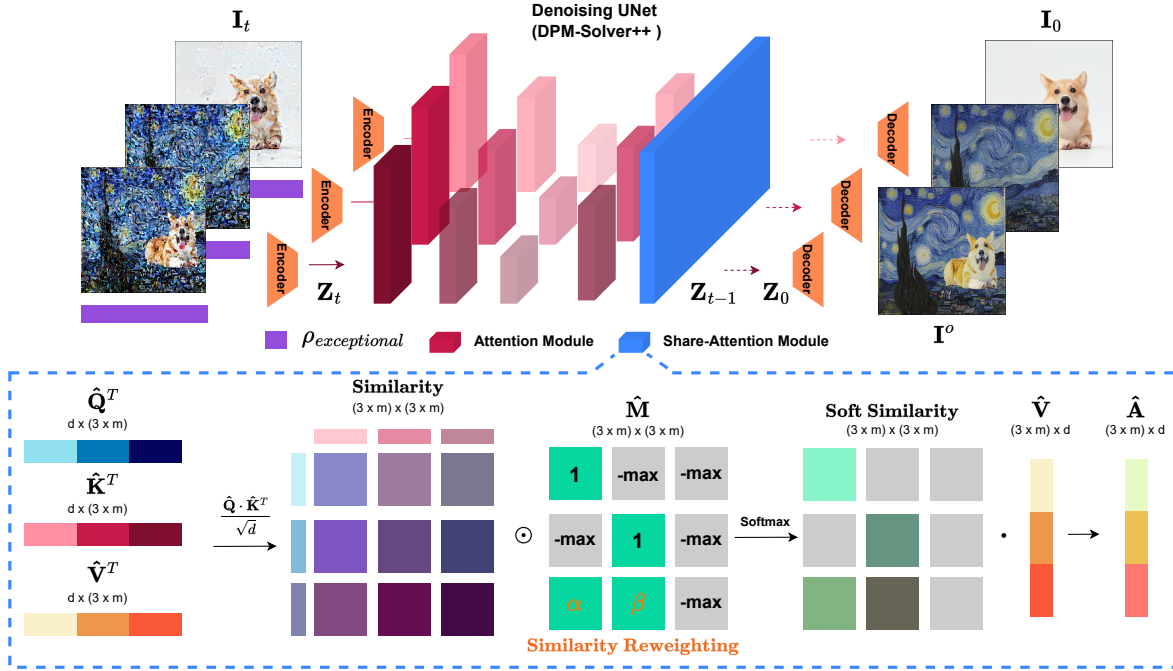 Denoising UNet
(DPM-Solver++ )
I_t
I_0
Encoder
Encoder
Encoder
Decoder
Decoder
Decoder
Z_t
Z_{t−1}
Z_0
I^o
ρ_{exceptional}
Attention Module
Share-Attention Module
Q̂^T
d x (3 x m)
K̂^T
d x (3 x m)
V̂^T
d x (3 x m)
Q̂ · K̂^T
√d
Similarity
(3 x m) x (3 x m)
⊙
M̂
(3 x m) x (3 x m)
1 -max -max
-max 1 -max
α β -max
Similarity Reweighting
Softmax
Soft Similarity
(3 x m) x (3 x m)
·
V̂
(3 x m) x d
Â
(3 x m) x d